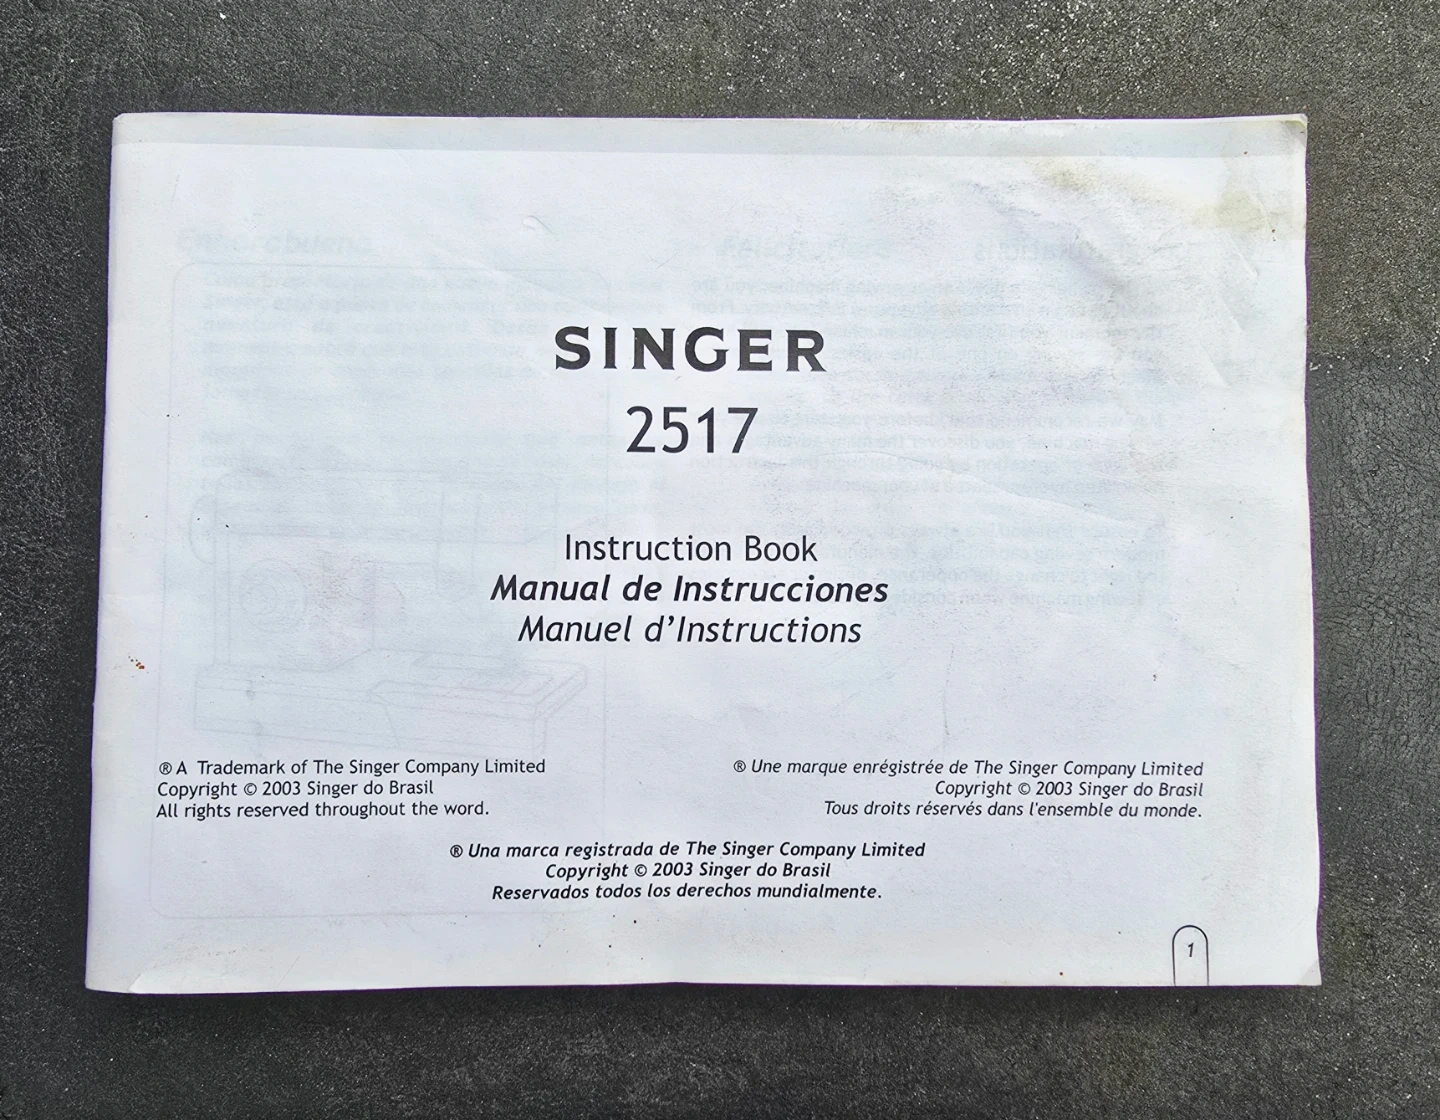 SINGER
2517
Instruction Book
Manual de Instrucciones
Manuel d'Instructions
® A Trademark of The Singer Company Limited
Copyright © 2003 Singer do Brasil
All rights reserved throughout the word.
® Une marque enrégistrée de The Singer Company Limited
Copyright © 2003 Singer do Brasil
Tous droits réservés dans l'ensemble du monde.
® Una marca registrada de The Singer Company Limited
Copyright © 2003 Singer do Brasil
Reservados todos los derechos mundialmente.
1